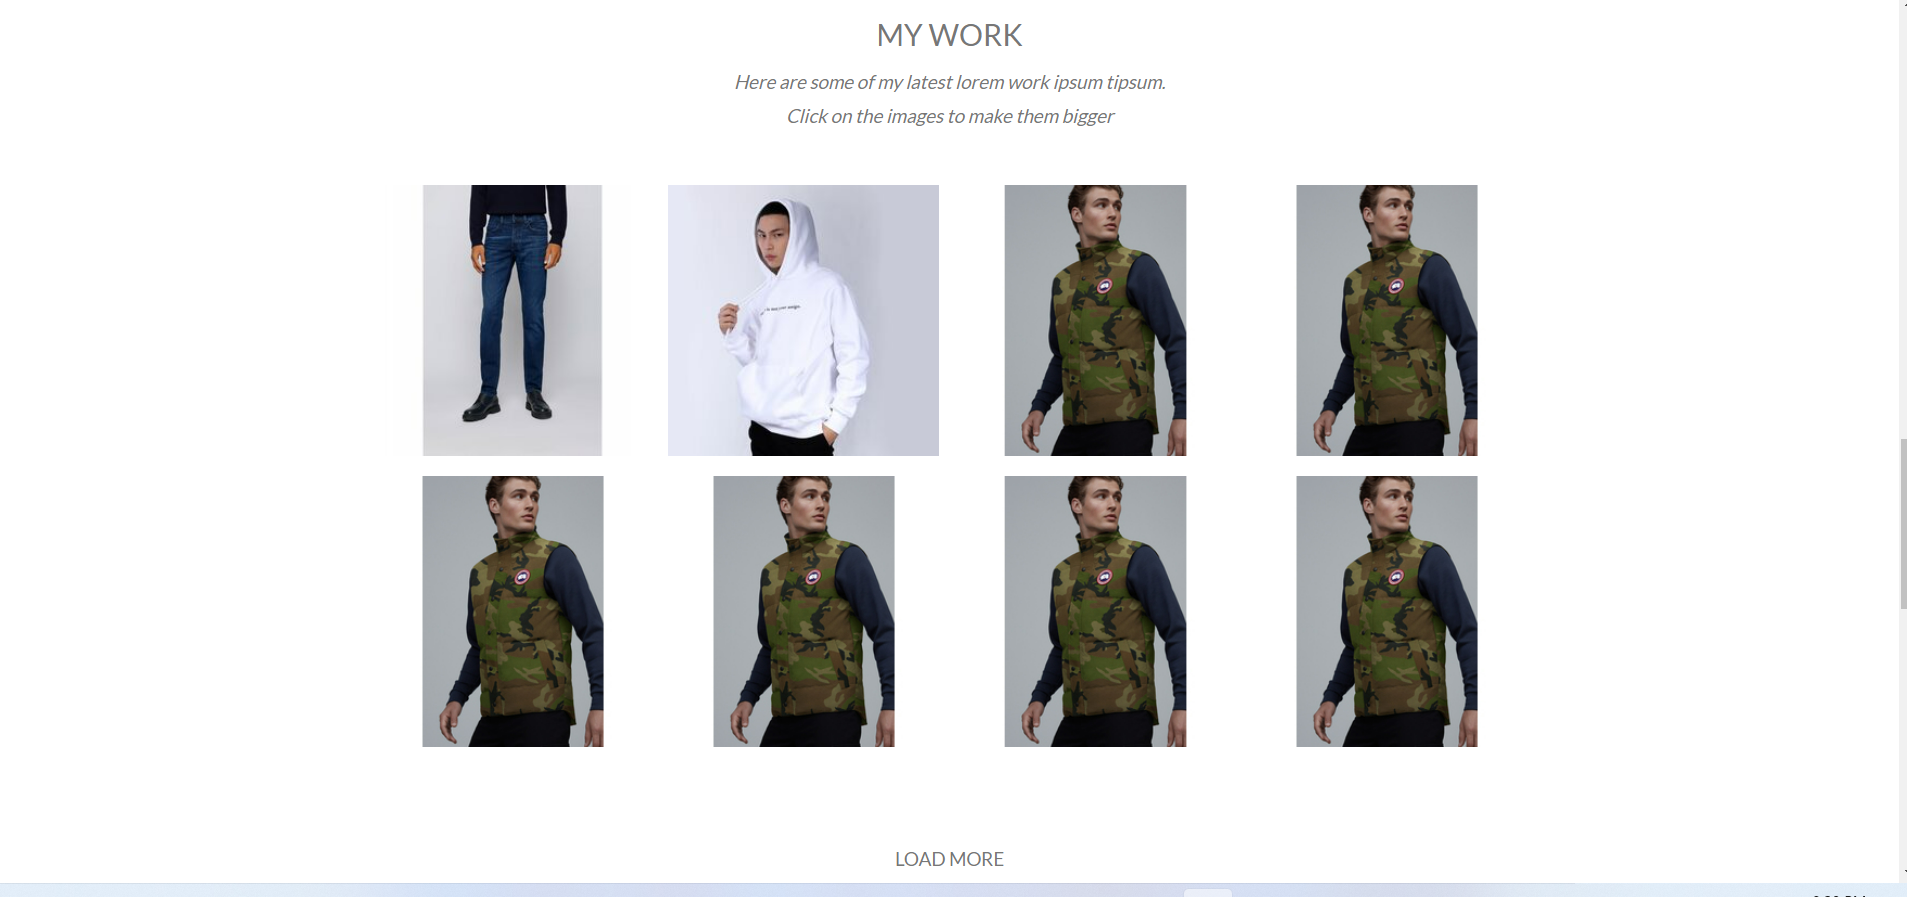 MY WORK
Here are some of my latest lorem work ipsum tipsum.
Click on the images to make them bigger
LOAD MORE